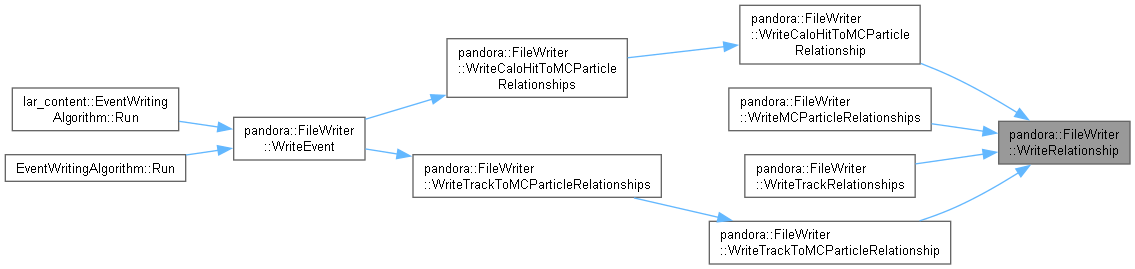 lar_content::EventWriting
Algorithm::Run
EventWritingAlgorithm::Run
pandora::FileWriter
::WriteEvent
pandora::FileWriter
::WriteCaloHitToMCParticle
Relationships
pandora::FileWriter
::WriteTrackToMCParticleRelationships
pandora::FileWriter
::WriteCaloHitToMCParticle
Relationship
pandora::FileWriter
::WriteMCParticleRelationships
pandora::FileWriter
::WriteTrackRelationships
pandora::FileWriter
::WriteTrackToMCParticleRelationship
pandora::FileWriter
::WriteRelationship